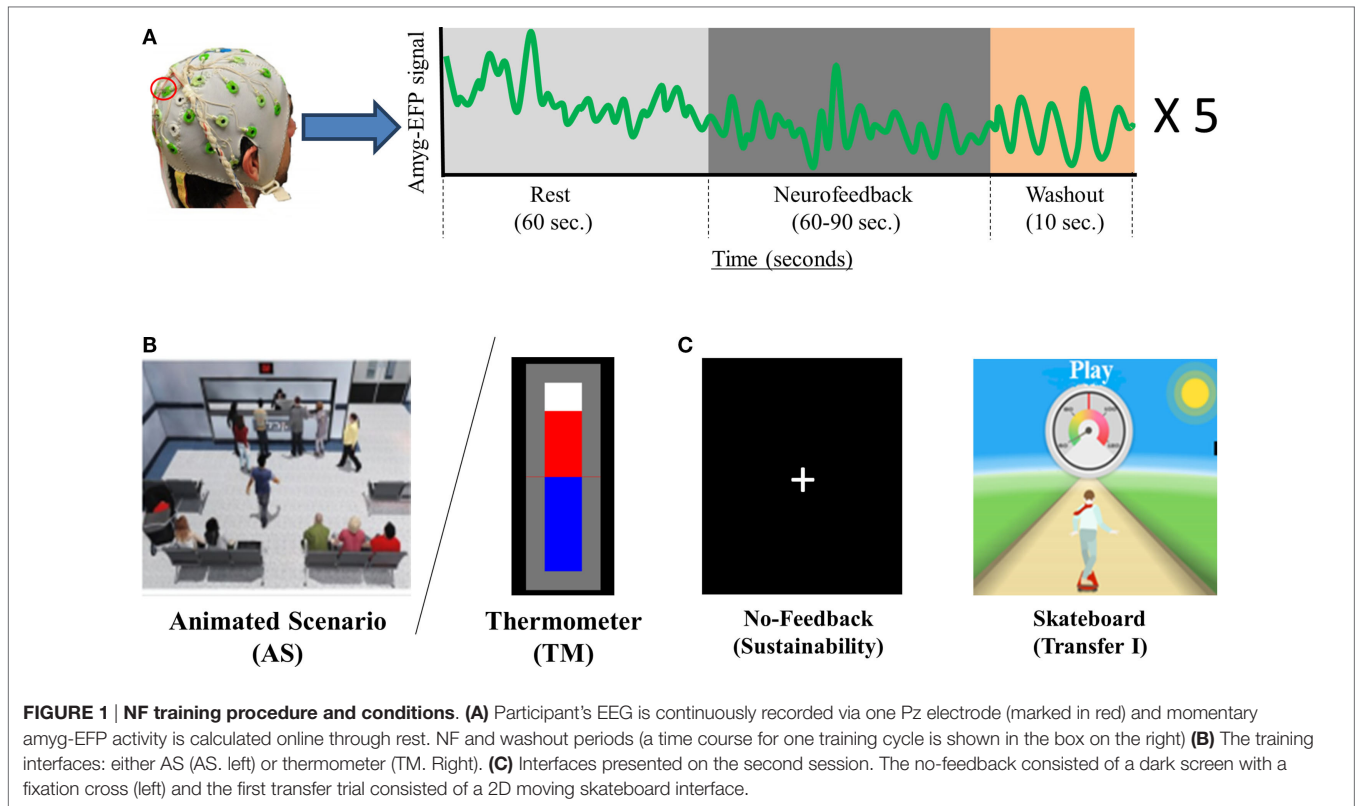 A
Amyg-EFP signal
X 5
Rest
(60 sec.)
Neurofeedback
(60-90 sec.)
Washout
(10 sec.)
Time (seconds)
B
Animated Scenario
(AS)
Thermometer
(TM)
C
No-Feedback
(Sustainability)
Play
Skateboard
(Transfer I)
FIGURE 1 | NF training procedure and conditions. (A) Participant's EEG is continuously recorded via one Pz electrode (marked in red) and momentary
amyg-EFP activity is calculated online through rest. NF and washout periods (a time course for one training cycle is shown in the box on the right) (B) The training
interfaces: either AS (AS. left) or thermometer (TM. Right). (C) Interfaces presented on the second session. The no-feedback consisted of a dark screen with a
fixation cross (left) and the first transfer trial consisted of a 2D moving skateboard interface.